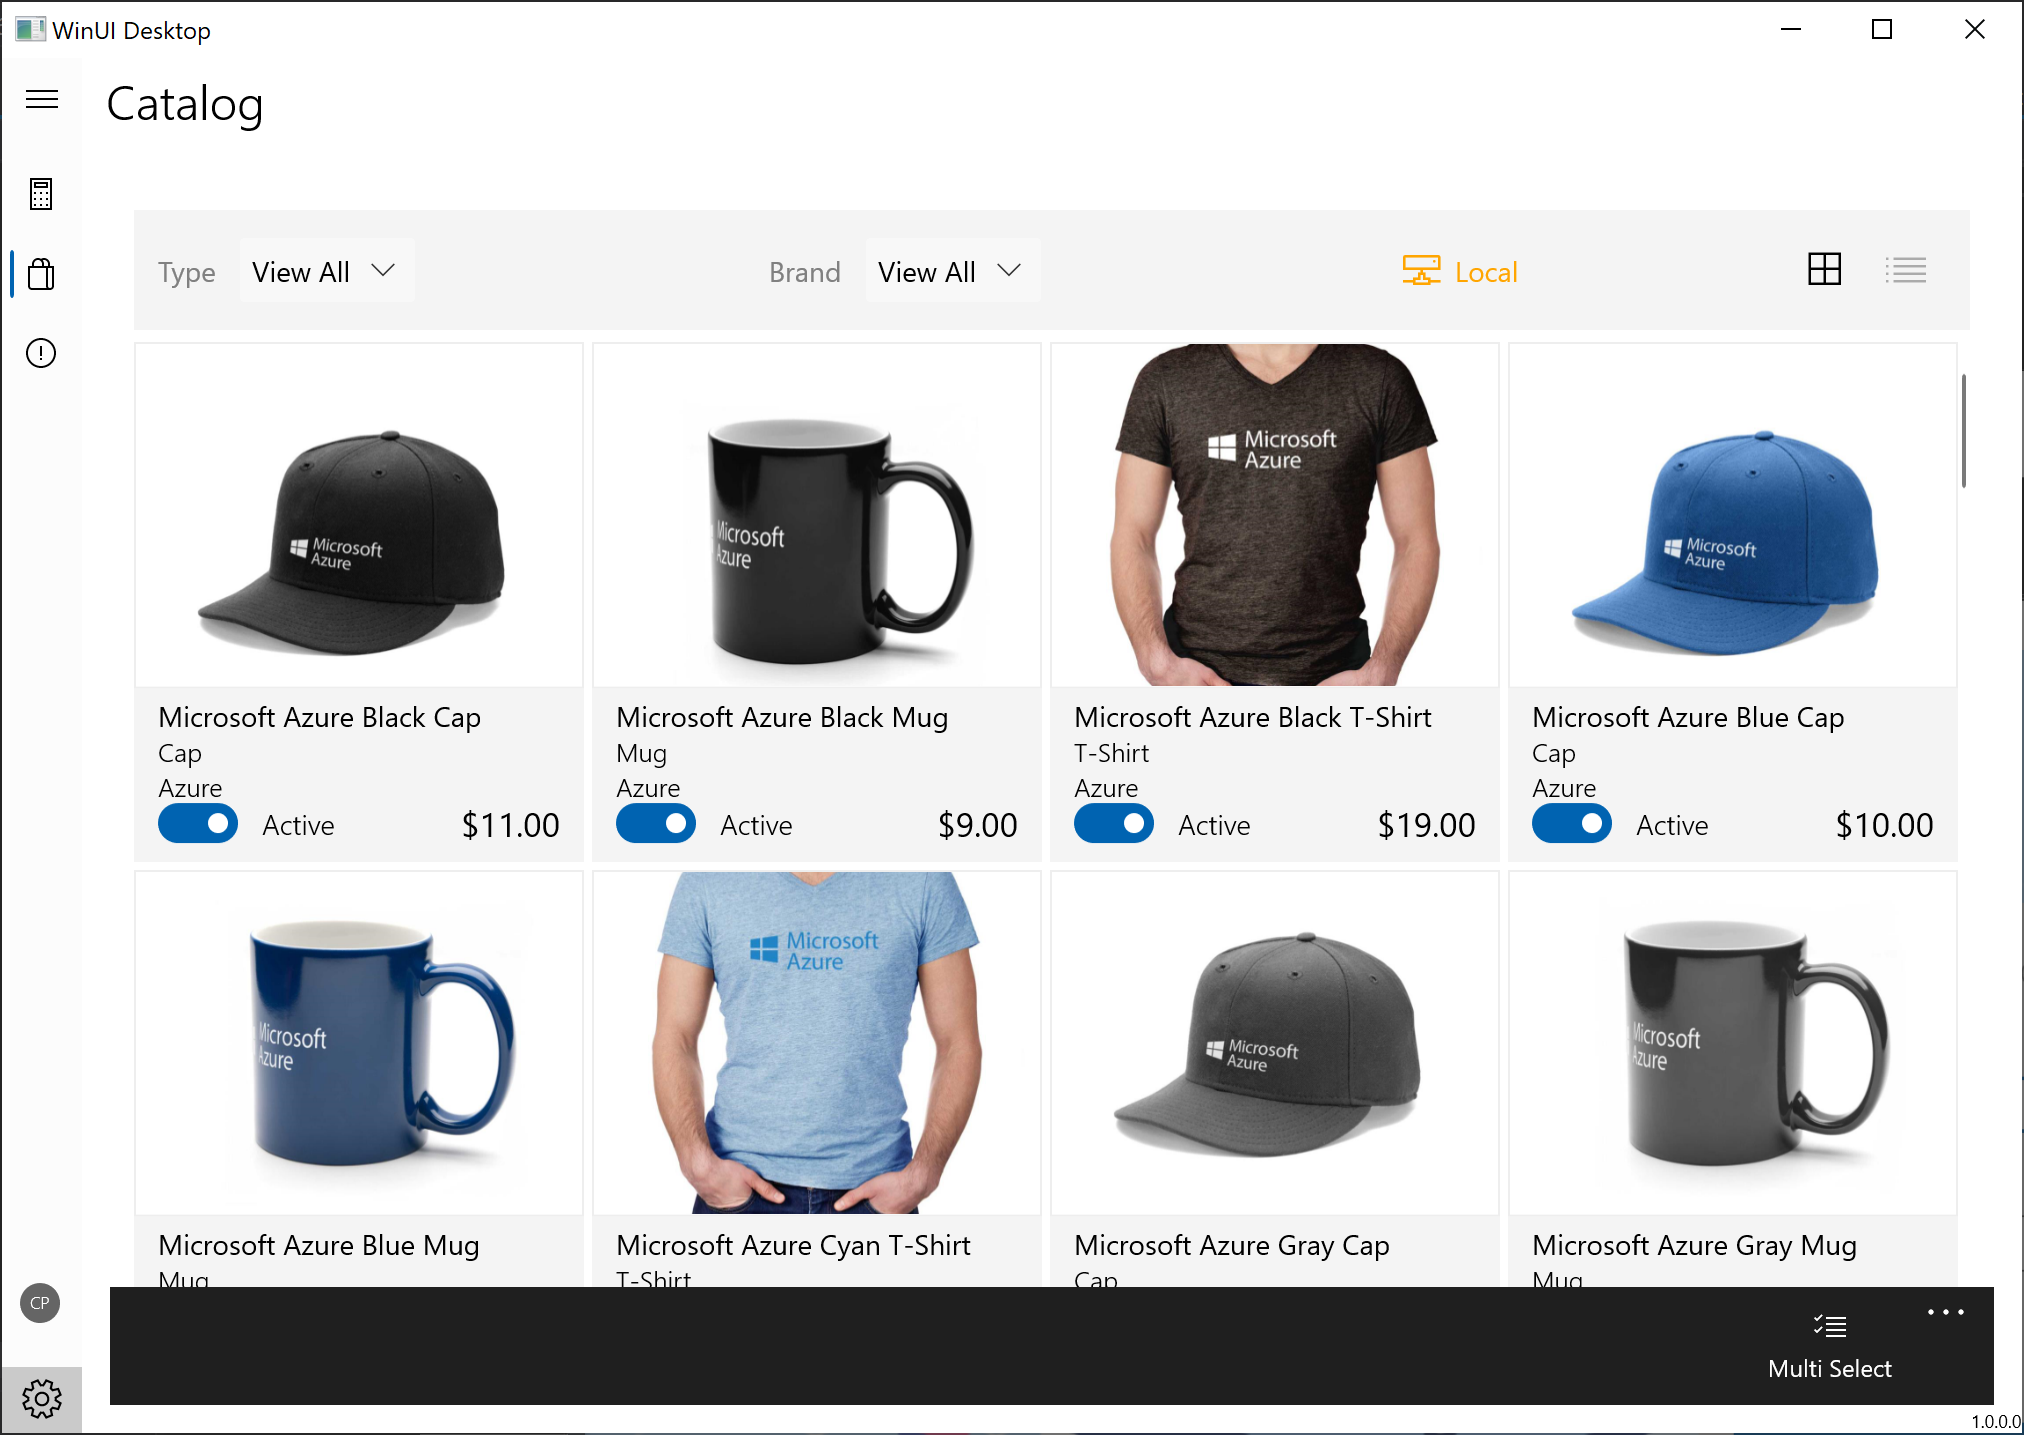 WinUI Desktop
Catalog
Type View All
Brand View All
Local
Microsoft
Azure
Microsoft
Azure
Microsoft
Azure
Microsoft
Azure
Microsoft Azure Black Cap
Cap
Azure
Active $11.00
Microsoft Azure Black Mug
Mug
Azure
Active $9.00
Microsoft Azure Black T-Shirt
T-Shirt
Azure
Active $19.00
Microsoft Azure Blue Cap
Cap
Azure
Active $10.00
Microsoft
Azure
Microsoft
Azure
Microsoft
Azure
Microsoft
Azure
Microsoft Azure Blue Mug
Mug
Microsoft Azure Cyan T-Shirt
T-Shirt
Microsoft Azure Gray Cap
Cap
Microsoft Azure Gray Mug
Mug
CP
Multi Select
1.0.0.0